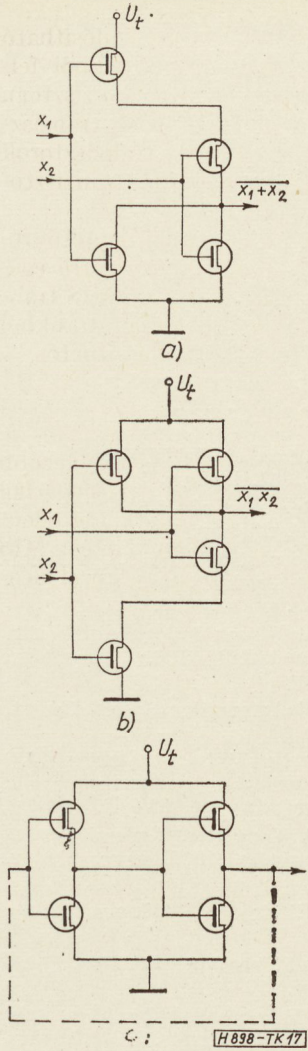 U_t
x_1
x_2
\overline{x_1+x_2}
a)
U_t
\overline{x_1 x_2}
x_1
x_2
b)
U_t
c:
H898-TK17